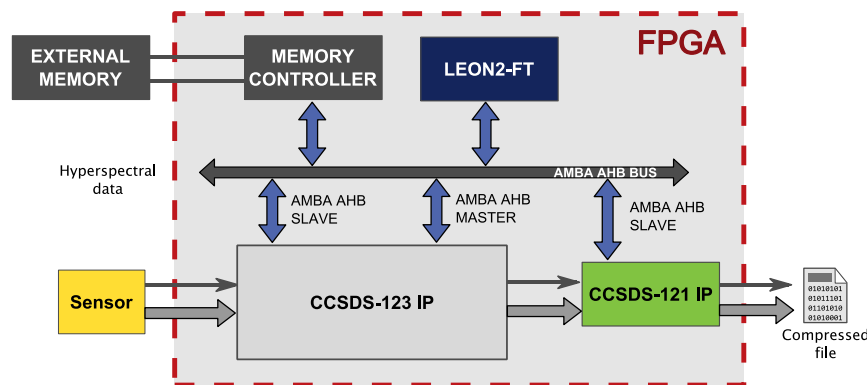 FPGA
EXTERNAL
MEMORY
MEMORY
CONTROLLER
LEON2-FT
Hyperspectral
data
AMBA AHB BUS
AMBA AHB
SLAVE
AMBA AHB
MASTER
AMBA AHB
SLAVE
Sensor
CCSDS-123 IP
CCSDS-121 IP
01010101
01011101
01101010
01010001
Compressed
file